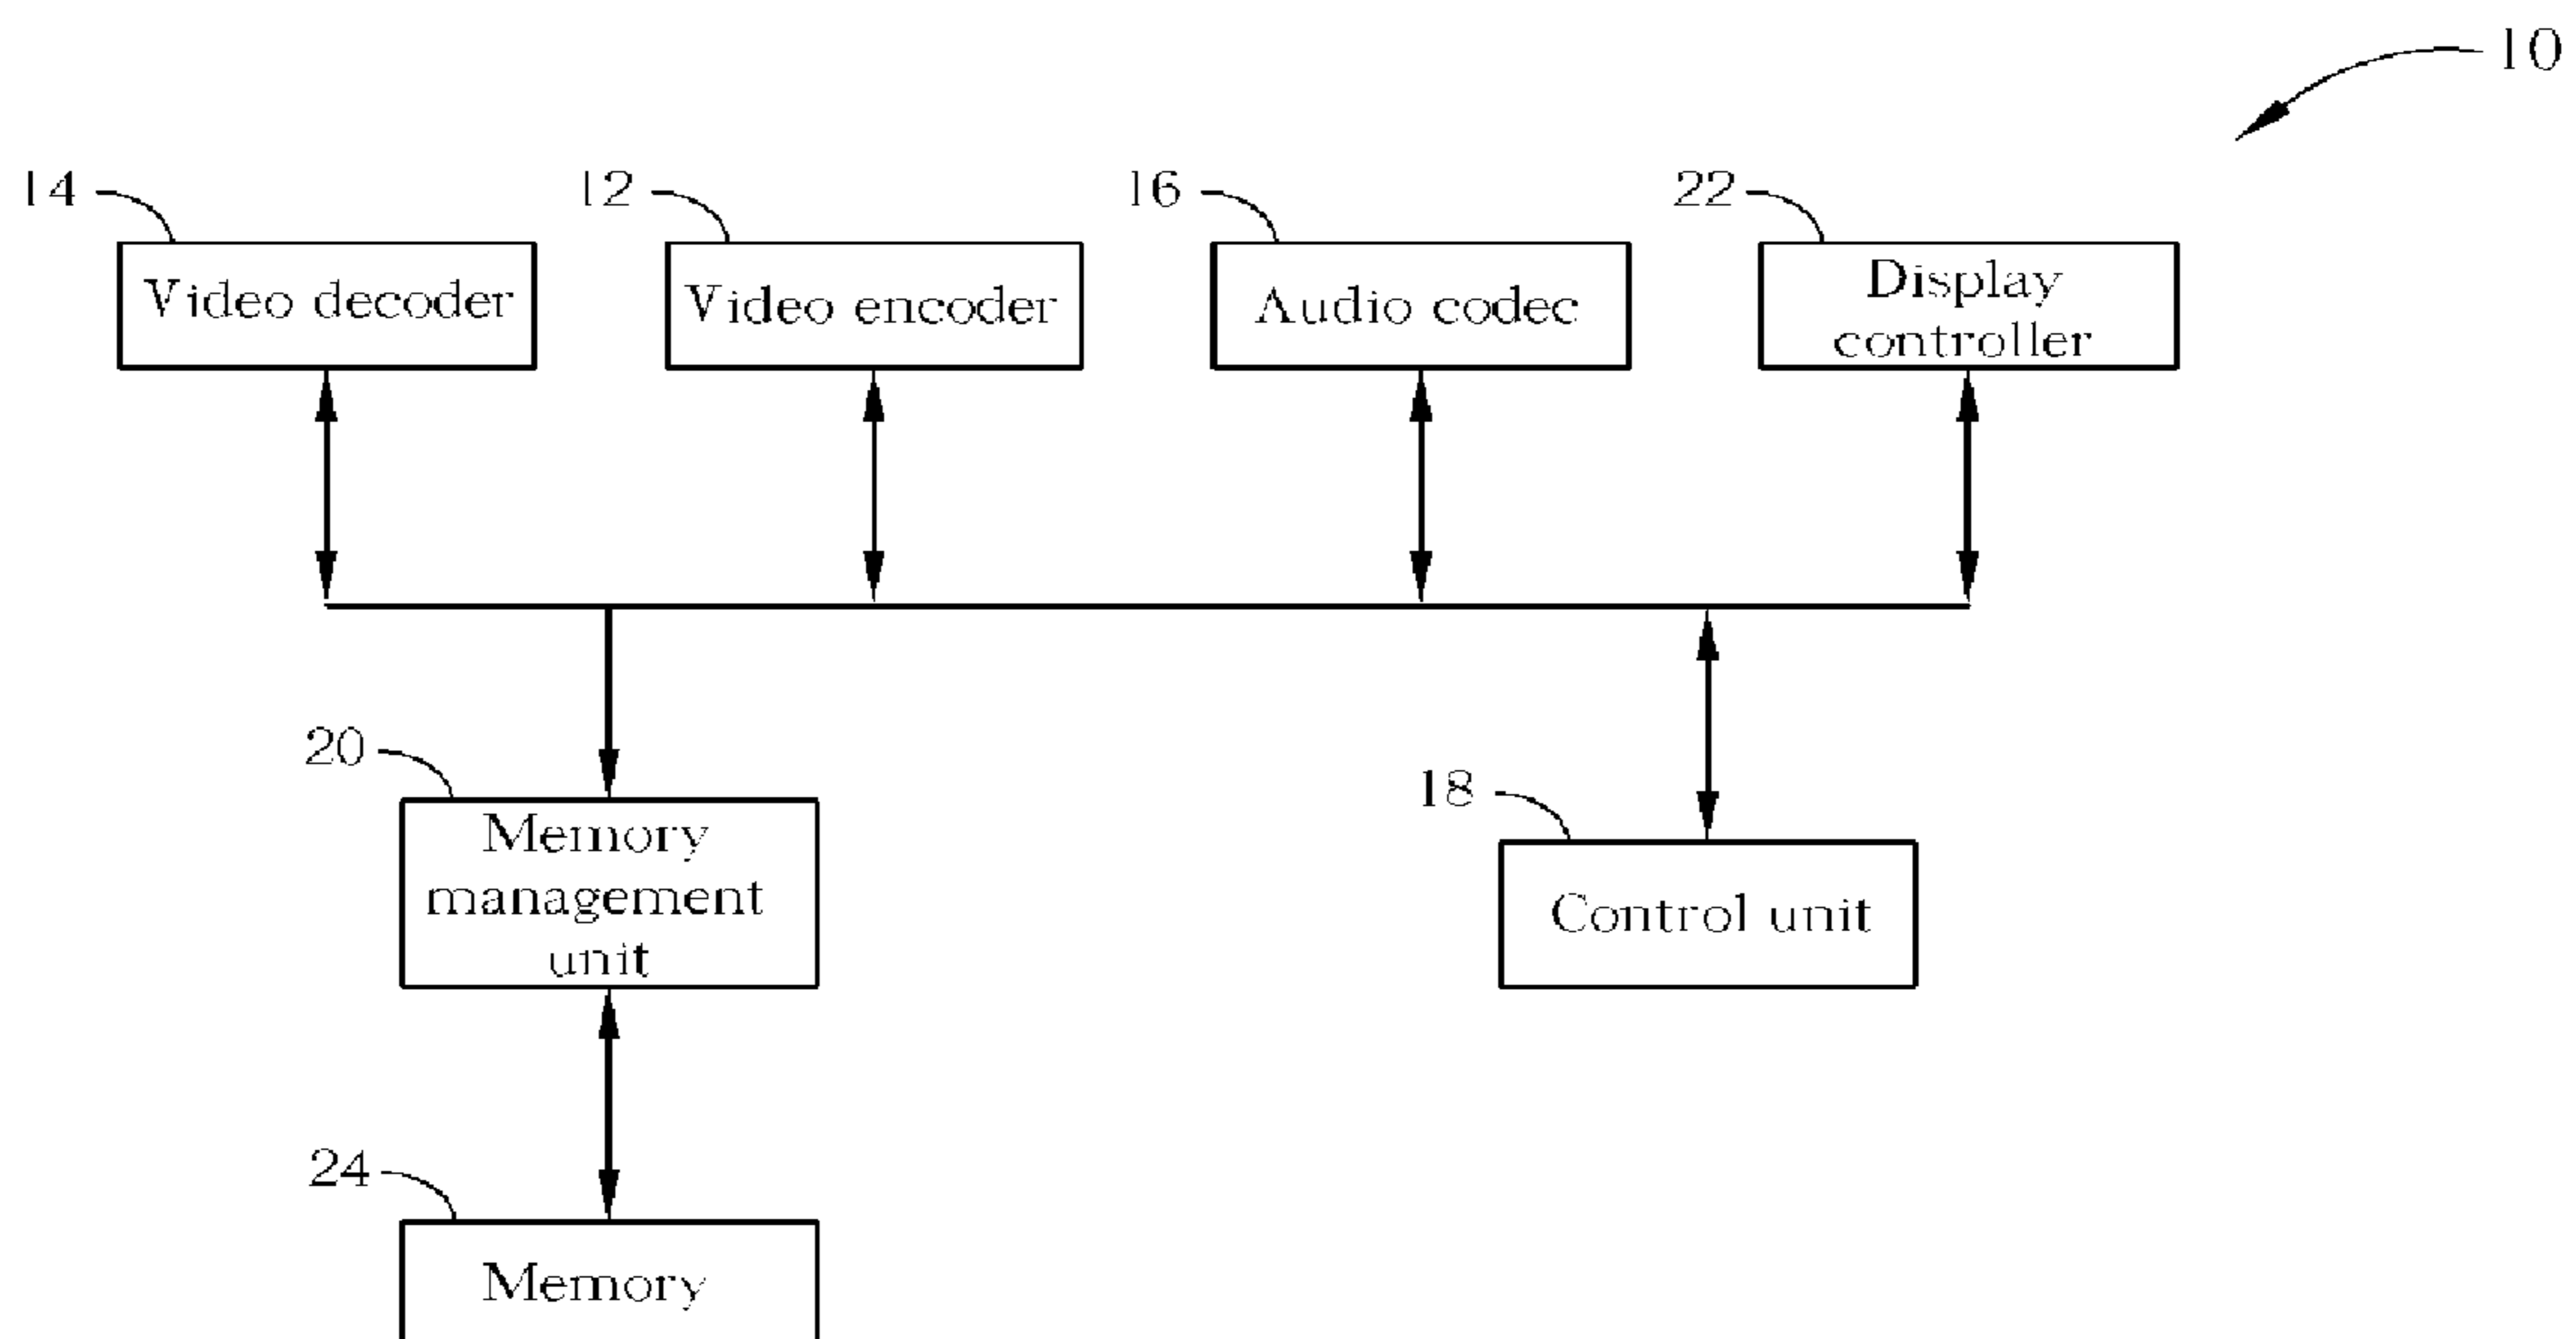 10
14
12
16
22
Video decoder
Video encoder
Audio codec
Display
controller
20
Memory
management
unit
18
Control unit
24
Memory